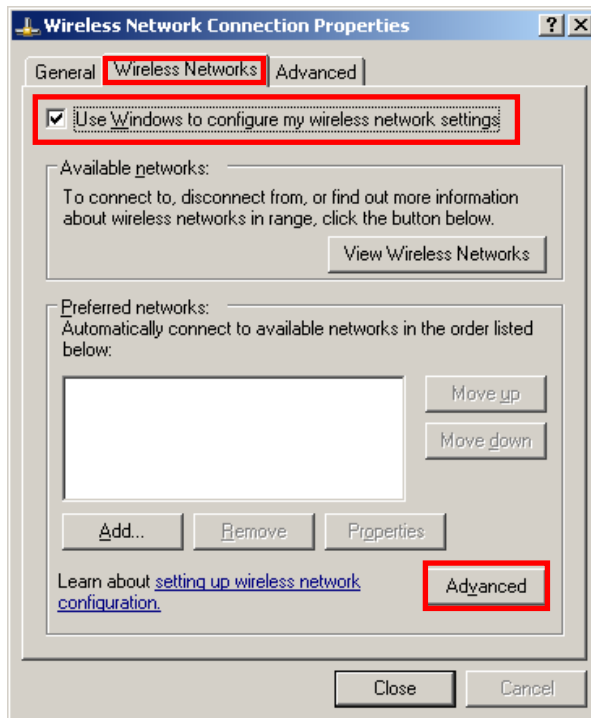 Wireless Network Connection Properties
General Wireless Networks Advanced
Use Windows to configure my wireless network settings
Available networks:
To connect to, disconnect from, or find out more information
about wireless networks in range, click the button below.
View Wireless Networks
Preferred networks:
Automatically connect to available networks in the order listed
below:
Move up
Move down
Add... Remove Properties
Learn about setting up wireless network
configuration.
Advanced
Close Cancel